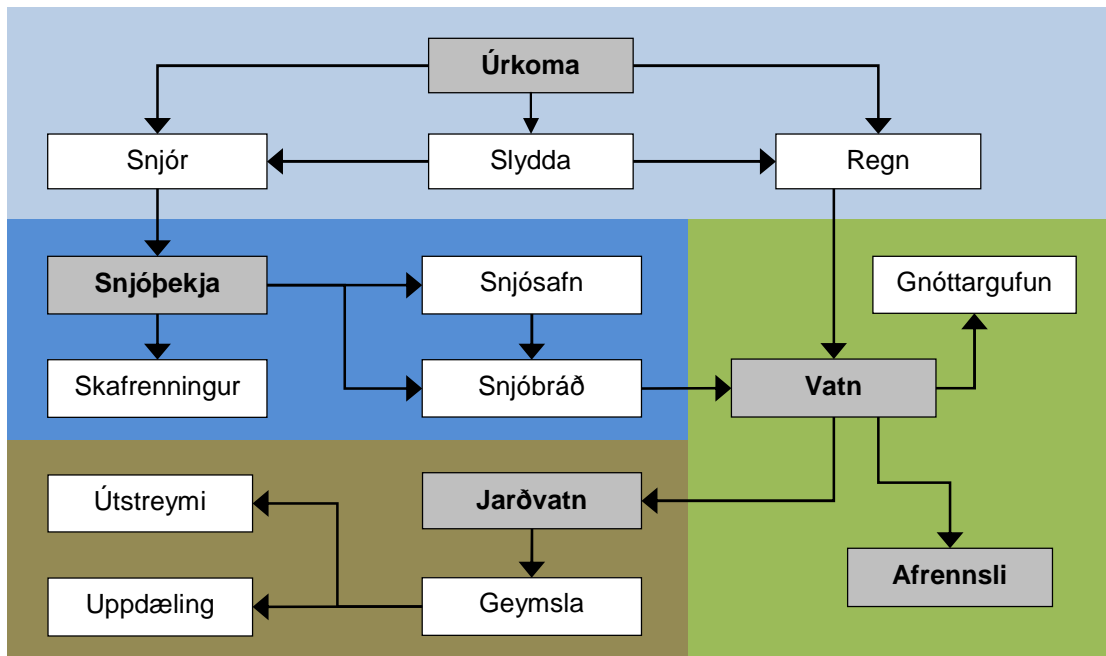 Úrkoma
Snjór
Slydda
Regn
Snjóþekja
Snjósafn
Gnóttargufun
Skafrenningur
Snjóbráð
Vatn
Útstreymi
Jarðvatn
Afrennsli
Uppdæling
Geymsla